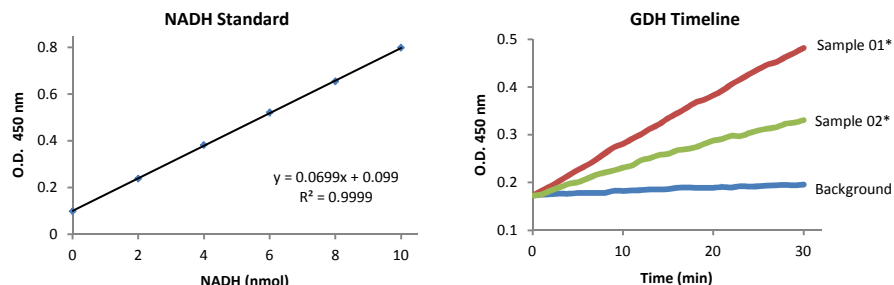 NADH Standard
O.D. 450 nm
0.8
0.6
0.4
0.2
0
y = 0.0699x + 0.099
R² = 0.9999
0 2 4 6 8 10
NADH (nmol)
GDH Timeline
O.D. 450 nm
0.5
0.4
0.3
0.2
0.1
Sample 01*
Sample 02*
Background
0 10 20 30
Time (min)